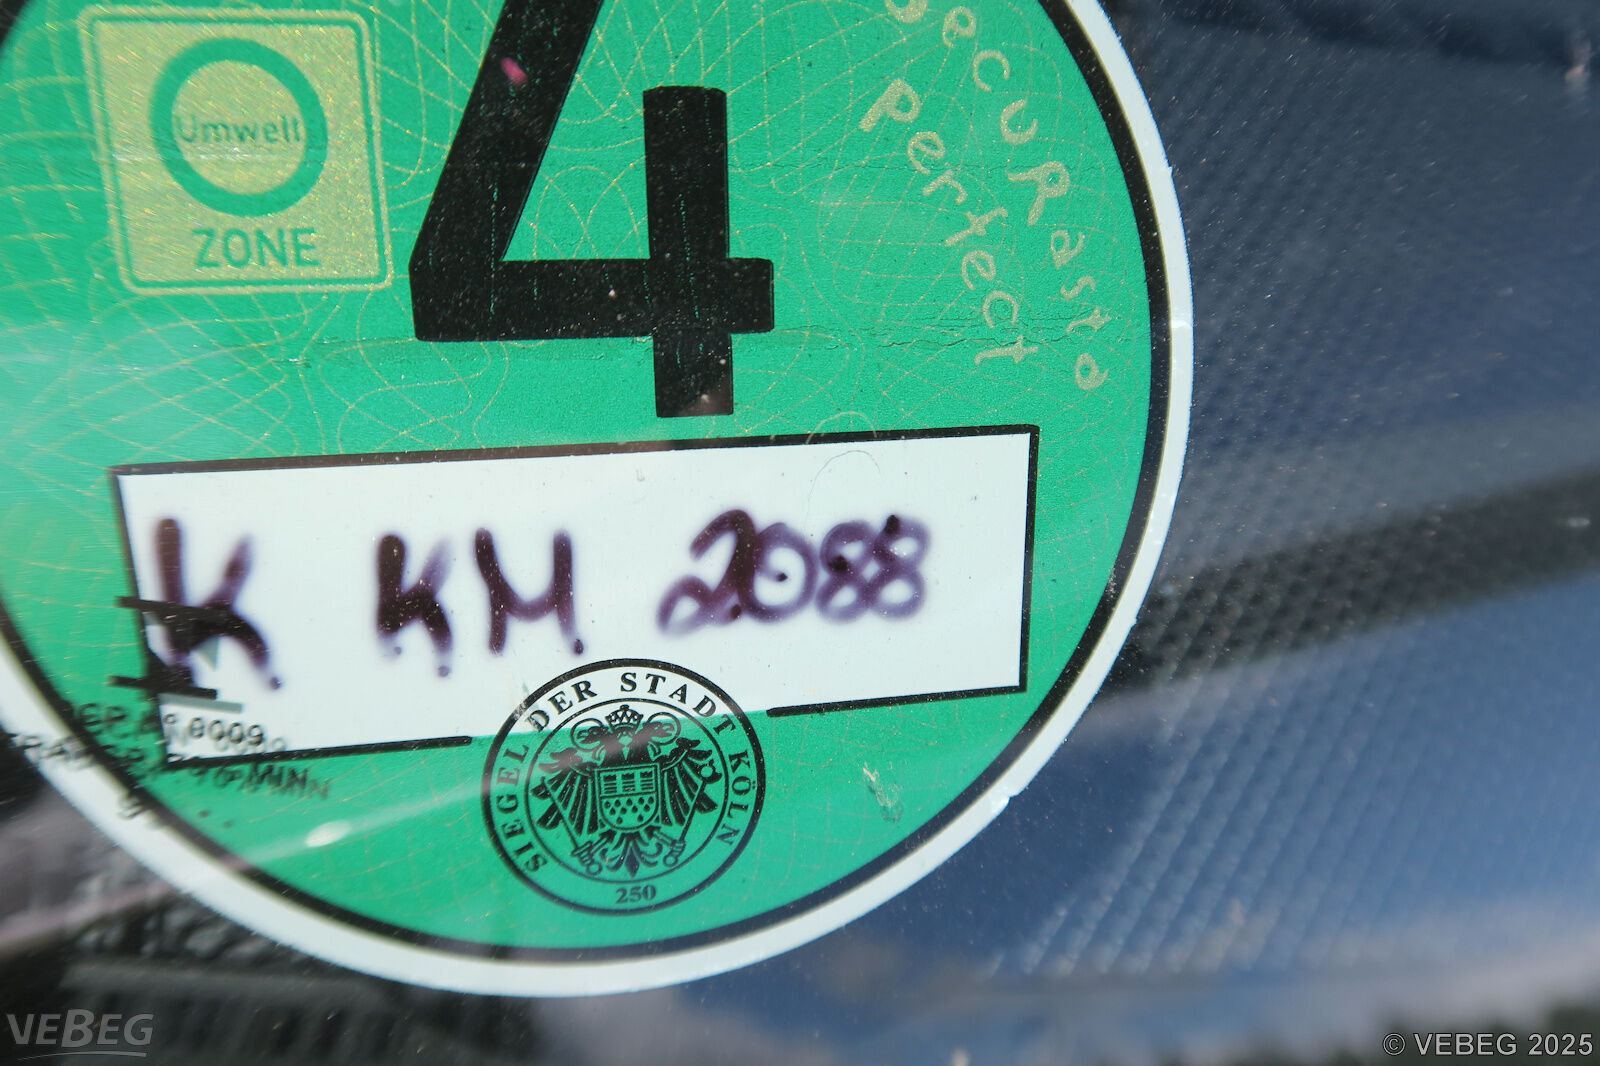 Umwelt
ZONE
4
SecuRasta
Perfect
K KM 2088
SIEGEL DER STADT KÖLN
250
VEBEG
© VEBEG 2025